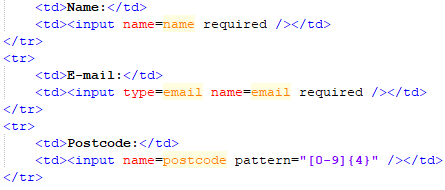 <td>Name:</td>
<td><input name=name required /></td>
</tr>
<tr>
<td>E-mail:</td>
<td><input type=email name=email required /></td>
</tr>
<tr>
<td>Postcode:</td>
<td><input name=postcode pattern="[0-9]{4}" /></td>
</tr>